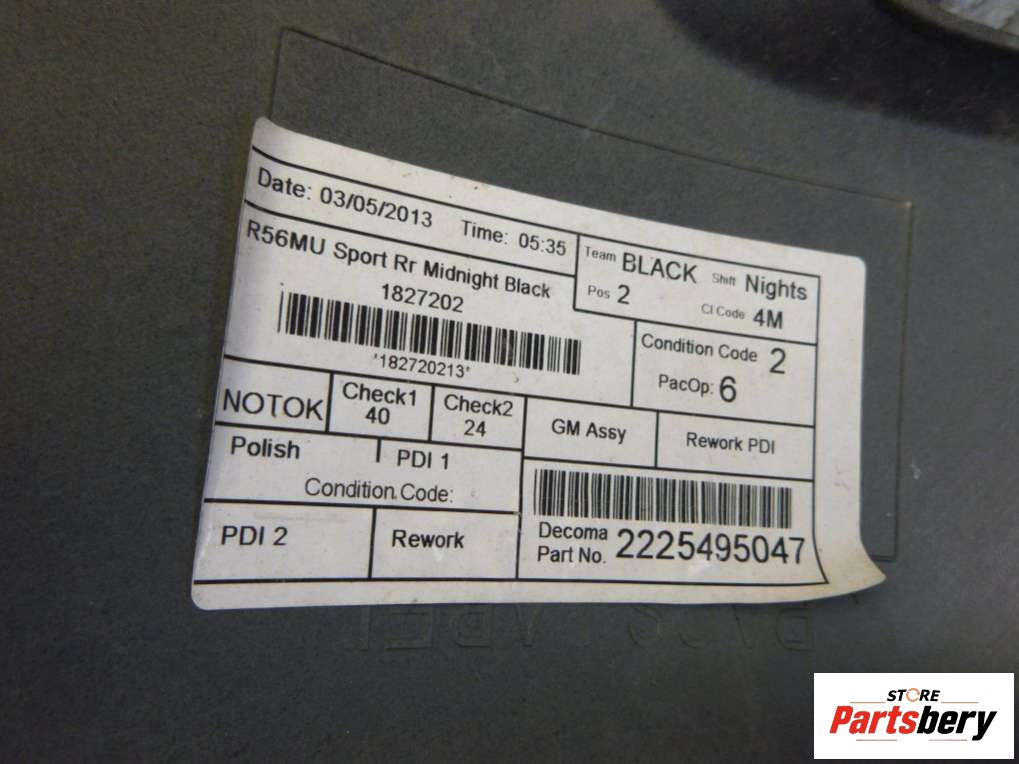 Date: 03/05/2013 Time: 05:35
Team BLACK Shift Nights
Pos 2 CI Code 4M
R56MU Sport Rr Midnight Black
1827202
'182720213'
Condition Code 2
PacOp: 6
NOTOK Check1 40 Check2 24 GM Assy Rework PDI
Polish PDI 1
Condition Code:
PDI 2 Rework
Decoma
Part No. 2225495047
STORE
Partsbery